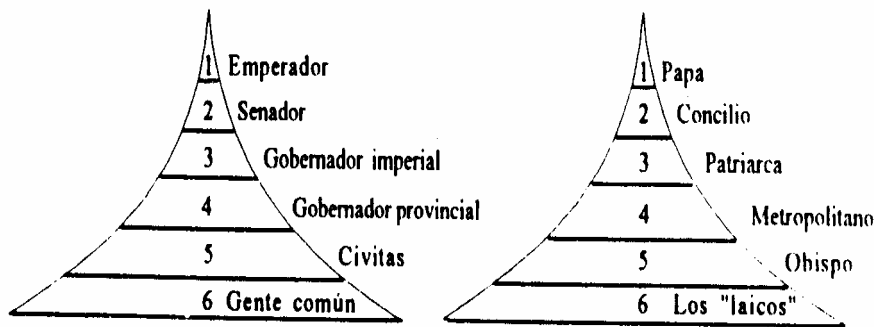 1 Emperador
2 Senador
3 Gobernador imperial
4 Gobernador provincial
5 Civitas
6 Gente común
1 Papa
2 Concilio
3 Patriarca
4 Metropolitano
5 Obispo
6 Los "laicos"